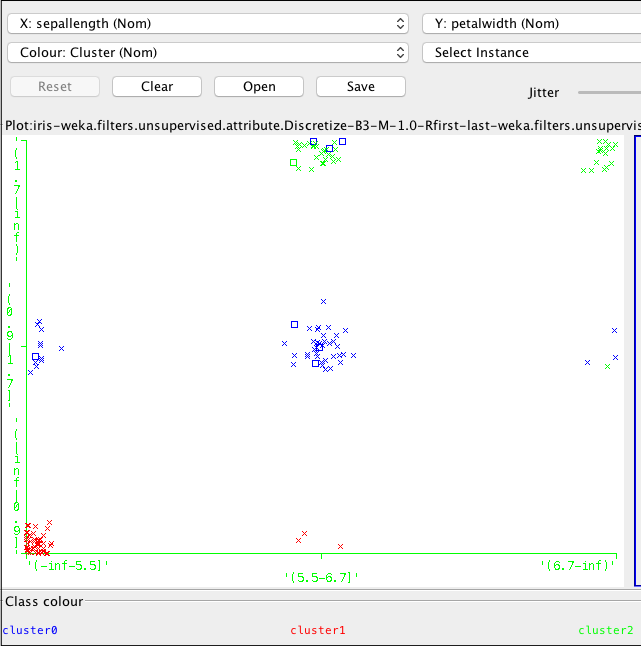 X: sepallength (Nom)
Y: petalwidth (Nom)
Colour: Cluster (Nom)
Select Instance
Reset
Clear
Open
Save
Jitter
Plot:iris-weka.filters.unsupervised.attribute.Discretize-B3-M-1.0-Rfirst-last-weka.filters.unsupervis
'(1.7-inf)'
'(0.9-1.7]'
'(-inf-0.9]'
'(-inf-5.5]'
'(5.5-6.7]'
'(6.7-inf)'
Class colour
cluster0
cluster1
cluster2